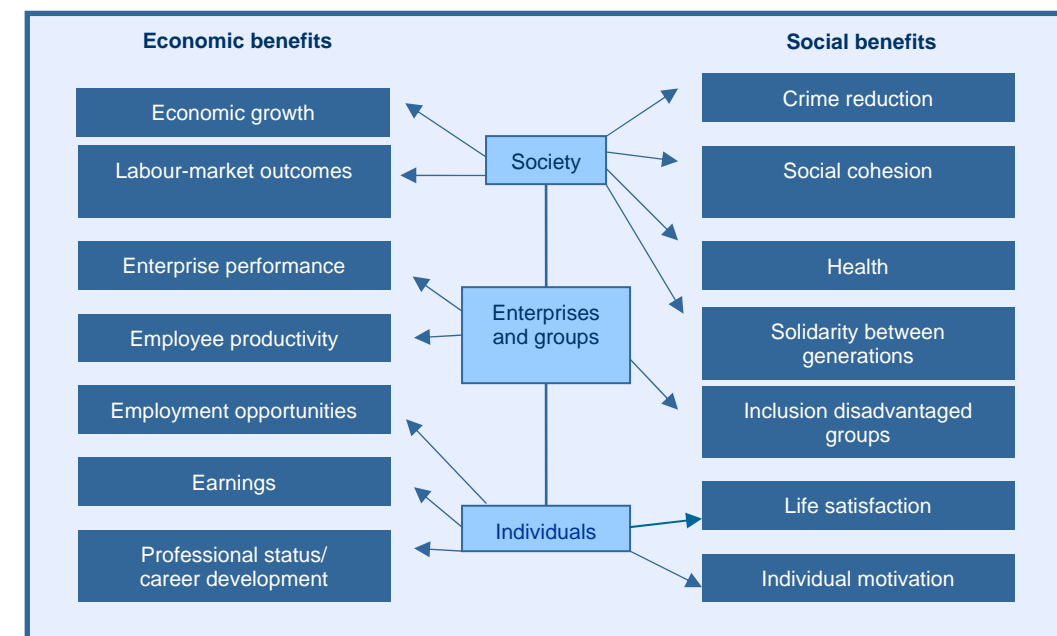 Economic benefits
Social benefits
Economic growth
Labour-market outcomes
Enterprise performance
Employee productivity
Employment opportunities
Earnings
Professional status/
career development
Society
Enterprises
and groups
Individuals
Crime reduction
Social cohesion
Health
Solidarity between
generations
Inclusion disadvantaged
groups
Life satisfaction
Individual motivation